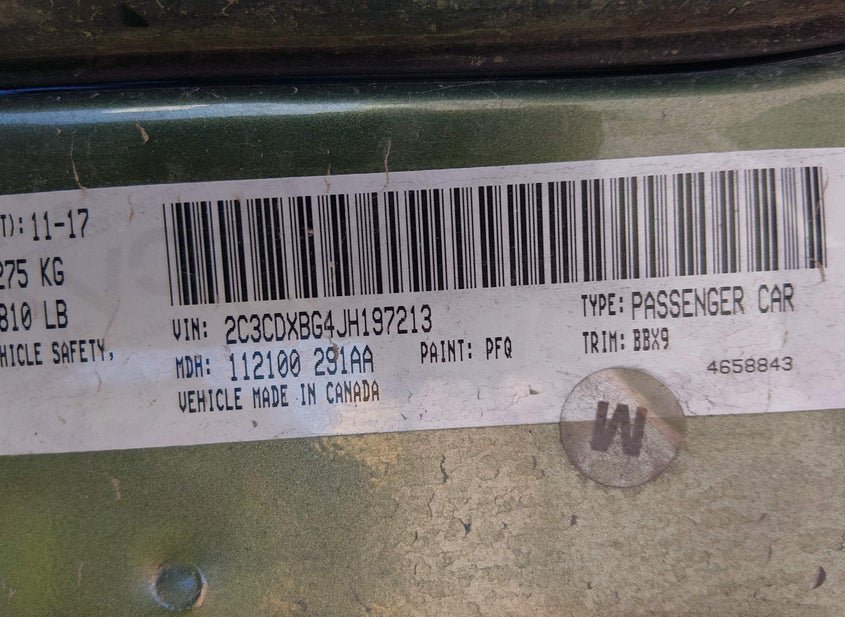 T): 11-17
275 KG
810 LB
HICLE SAFETY,
VIN: 2C3CDXBG4JH197213
MDH: 112100 291AA
PAINT: PFQ
VEHICLE MADE IN CANADA
TYPE: PASSENGER CAR
TRIM: BBX9
4658843
M